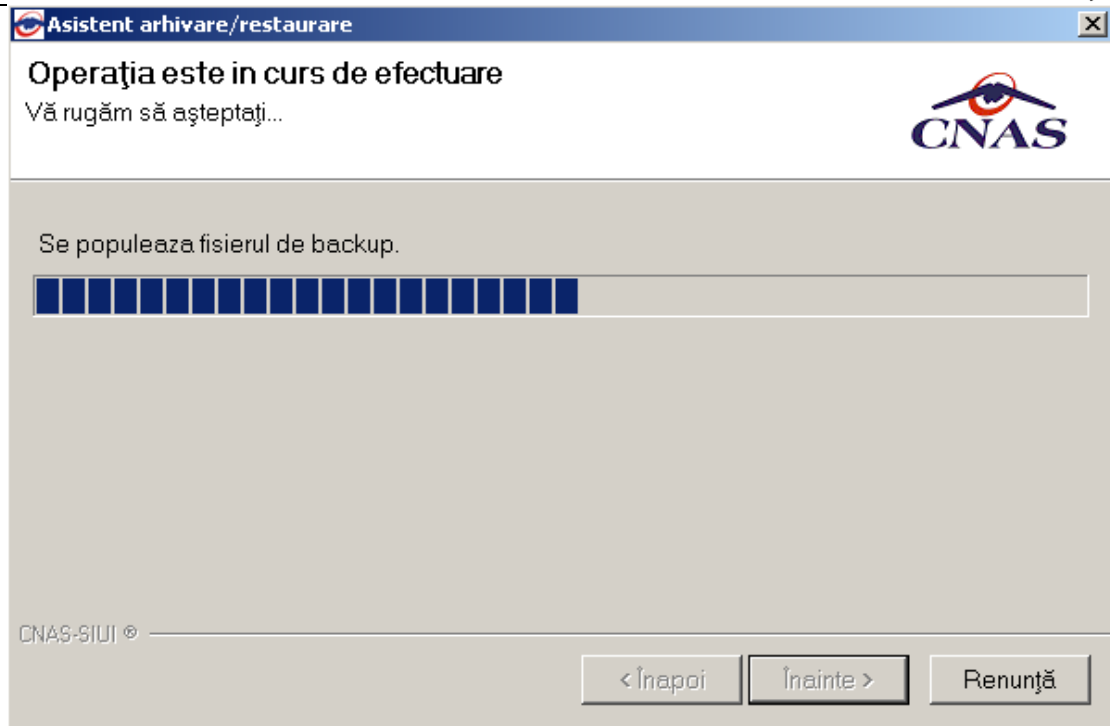 Asistent arhivare/restaurare
Operaţia este in curs de efectuare
Vă rugăm să aşteptaţi...
CNAS
Se populeaza fisierul de backup.
CNAS-SIUI ®
< Înapoi
Înainte >
Renunţă